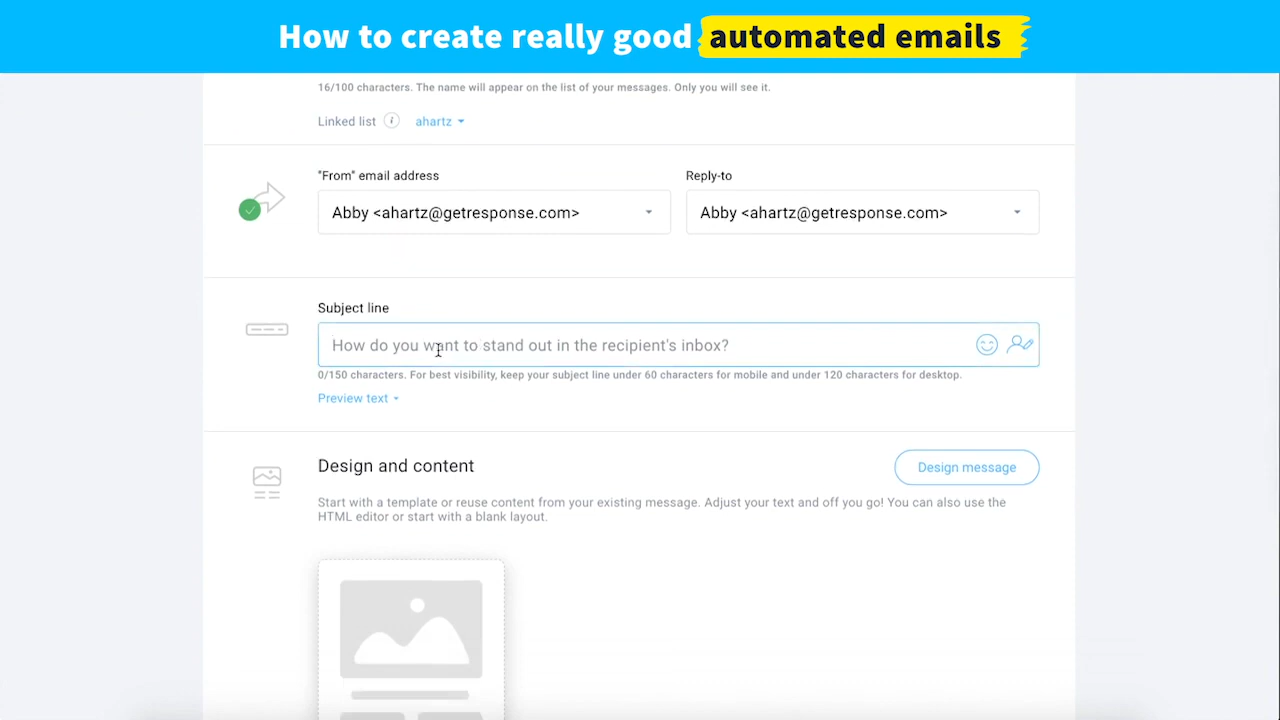 How to create really good automated emails
16/100 characters. The name will appear on the list of your messages. Only you will see it.
Linked list i ahartz
"From" email address Reply-to
Abby <ahartz@getresponse.com> Abby <ahartz@getresponse.com>
Subject line
How do you want to stand out in the recipient's inbox?
0/150 characters. For best visibility, keep your subject line under 60 characters for mobile and under 120 characters for desktop.
Preview text
Design and content Design message
Start with a template or reuse content from your existing message. Adjust your text and off you go! You can also use the
HTML editor or start with a blank layout.